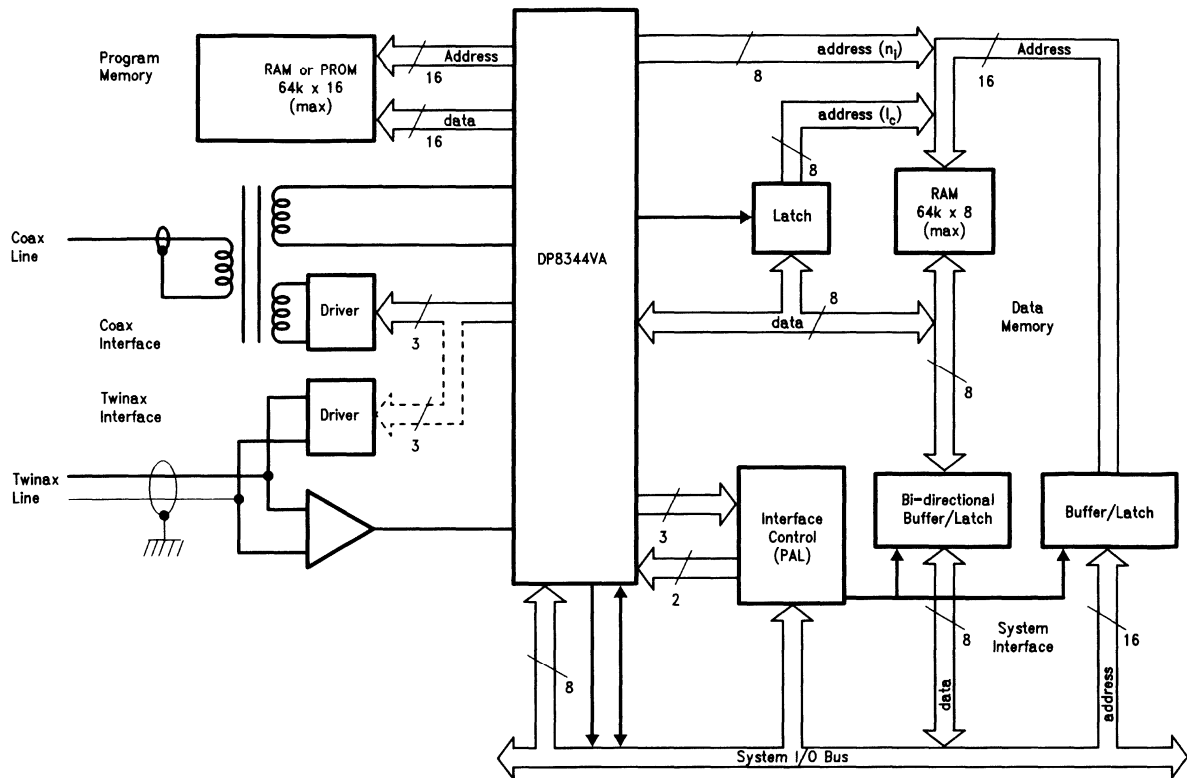 Program
Memory
RAM or PROM
64k x 16
(max)
Address
16
data
16
address (nI)
8
Address
16
address (Ic)
8
Latch
RAM
64k x 8
(max)
Coax
Line
DP8344VA
Driver
3
Coax
Interface
data
8
Data
Memory
Twinax
Interface
Driver
3
8
Twinax
Line
3
2
Interface
Control
(PAL)
Bi-directional
Buffer/Latch
Buffer/Latch
8
8
System
Interface
16
data
address
System I/O Bus